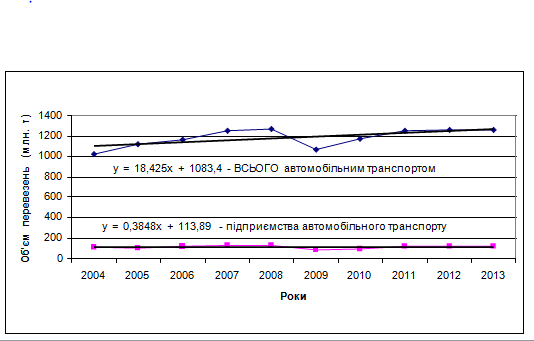 Об'єм перевезень (млн. т)
1400
1200
1000
800
600
400
200
0
y = 18,425x + 1083,4 - ВСЬОГО автомобільним транспортом
y = 0,3848x + 113,89 - підприємства автомобільного транспорту
2004 2005 2006 2007 2008 2009 2010 2011 2012 2013
Роки